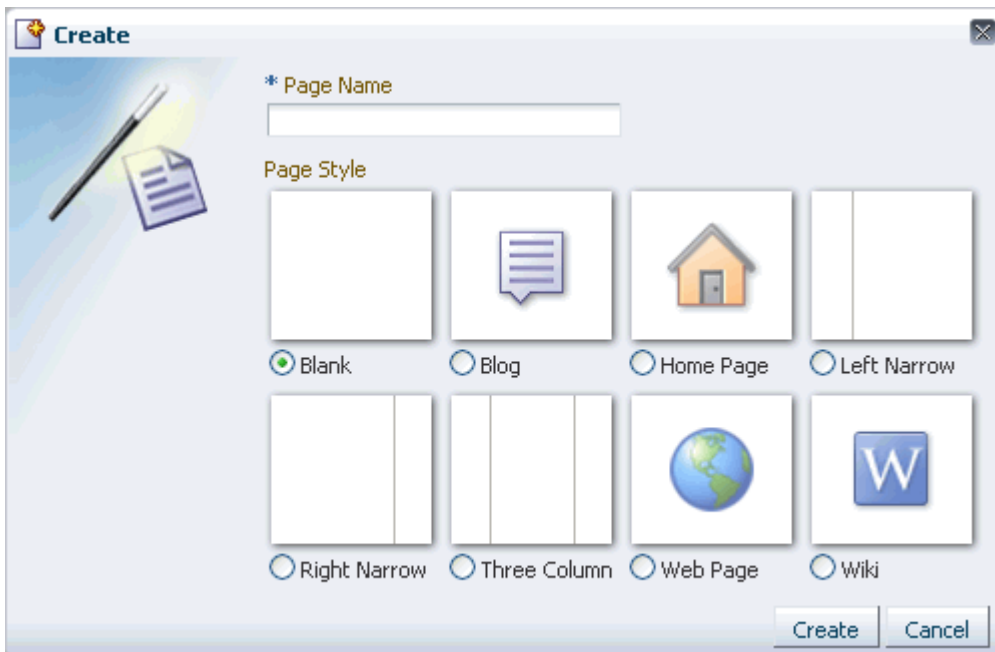 Create
* Page Name
Page Style
Blank Blog Home Page Left Narrow
W
Right Narrow Three Column Web Page Wiki
Create Cancel